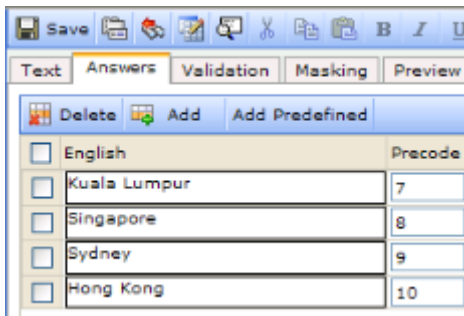 Save B I U
Text Answers Validation Masking Preview
Delete Add Add Predefined
English Precode
Kuala Lumpur 7
Singapore 8
Sydney 9
Hong Kong 10